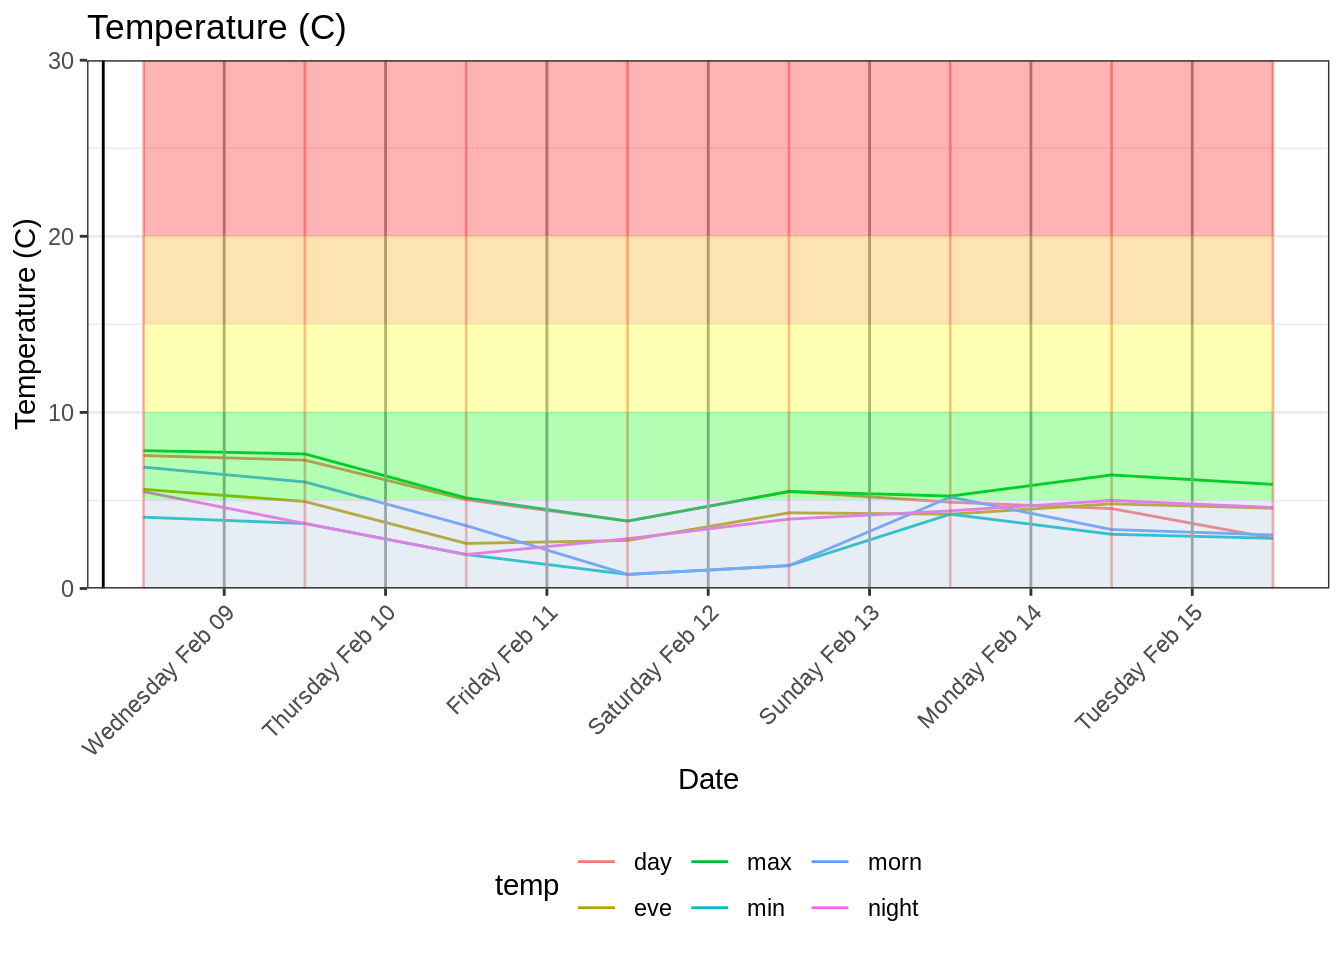 Temperature (C)
Temperature (C)
30
20
10
0
Wednesday Feb 09
Thursday Feb 10
Friday Feb 11
Saturday Feb 12
Sunday Feb 13
Monday Feb 14
Tuesday Feb 15
Date
temp
day
max
morn
eve
min
night